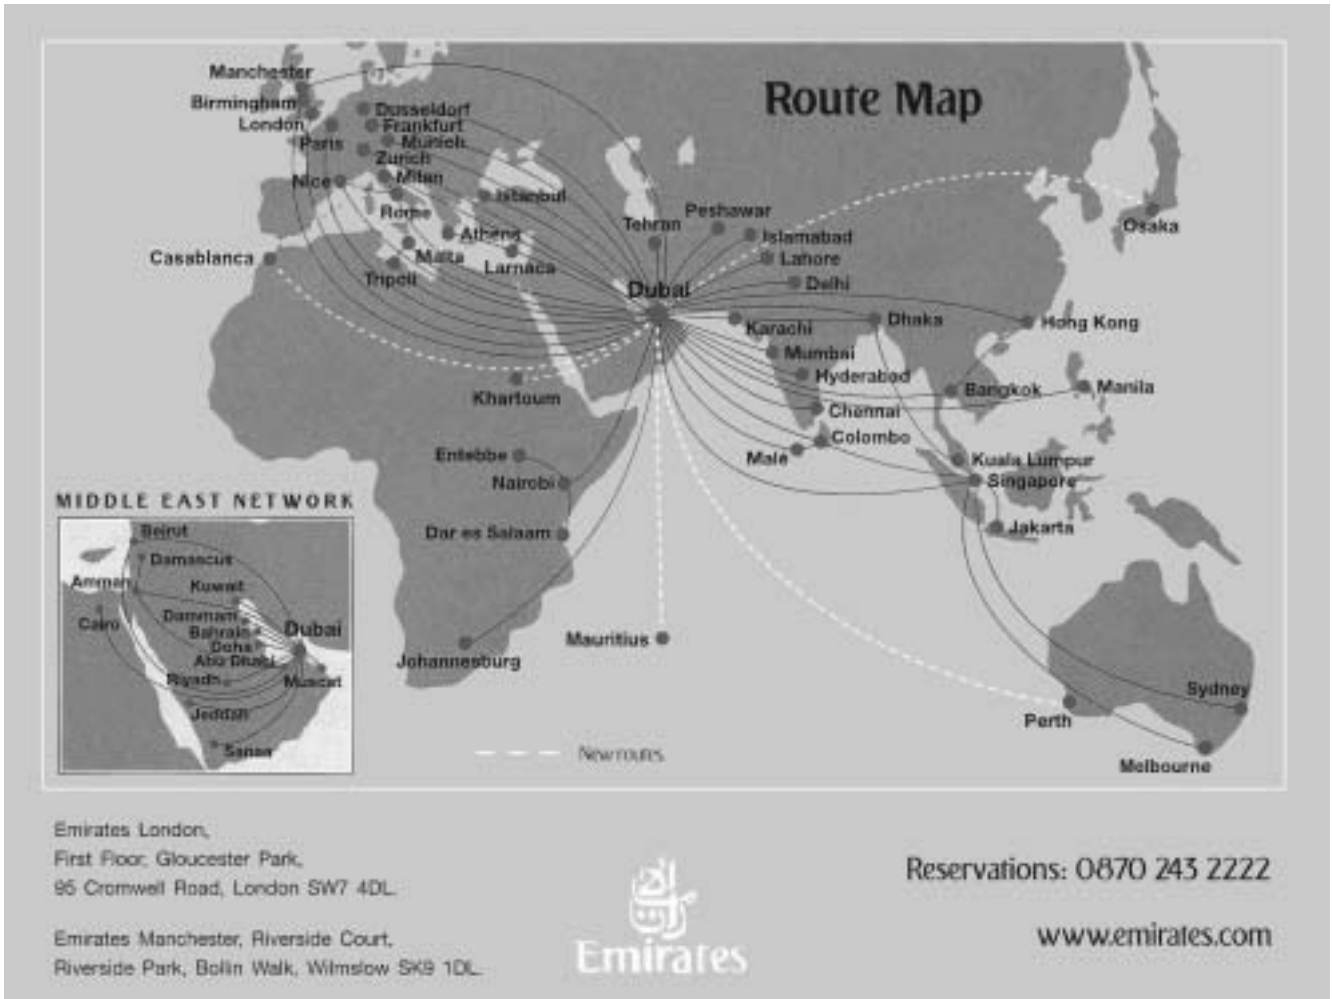 Route Map
Manchester
Birmingham
London
Dusseldorf
Frankfurt
Paris
Munich
Zurich
Nice
Milan
Istanbul
Rome
Athens
Casablanca
Malta
Larnaca
Tripoli
Tehran
Peshawar
Islamabad
Lahore
Delhi
Osaka
Dubai
Karachi
Dhaka
Hong Kong
Mumbai
Hyderabad
Bangkok
Manila
Khartoum
Chennai
Colombo
Male
Entebbe
Kuala Lumpur
Nairobi
Singapore
Dar es Salaam
Jakarta
Mauritius
Johannesburg
Sydney
Perth
Melbourne
MIDDLE EAST NETWORK
Beirut
Damascus
Amman
Kuwait
Cairo
Dammam
Bahrain
Dubai
Doha
Abu Dhabi
Riyadh
Muscat
Jeddah
Sanaa
New routes
Emirates London,
First Floor, Gloucester Park,
95 Cromwell Road, London SW7 4DL.
Emirates Manchester, Riverside Court,
Riverside Park, Bollin Walk, Wilmslow SK9 1DL.
Emirates
Reservations: 0870 243 2222
www.emirates.com